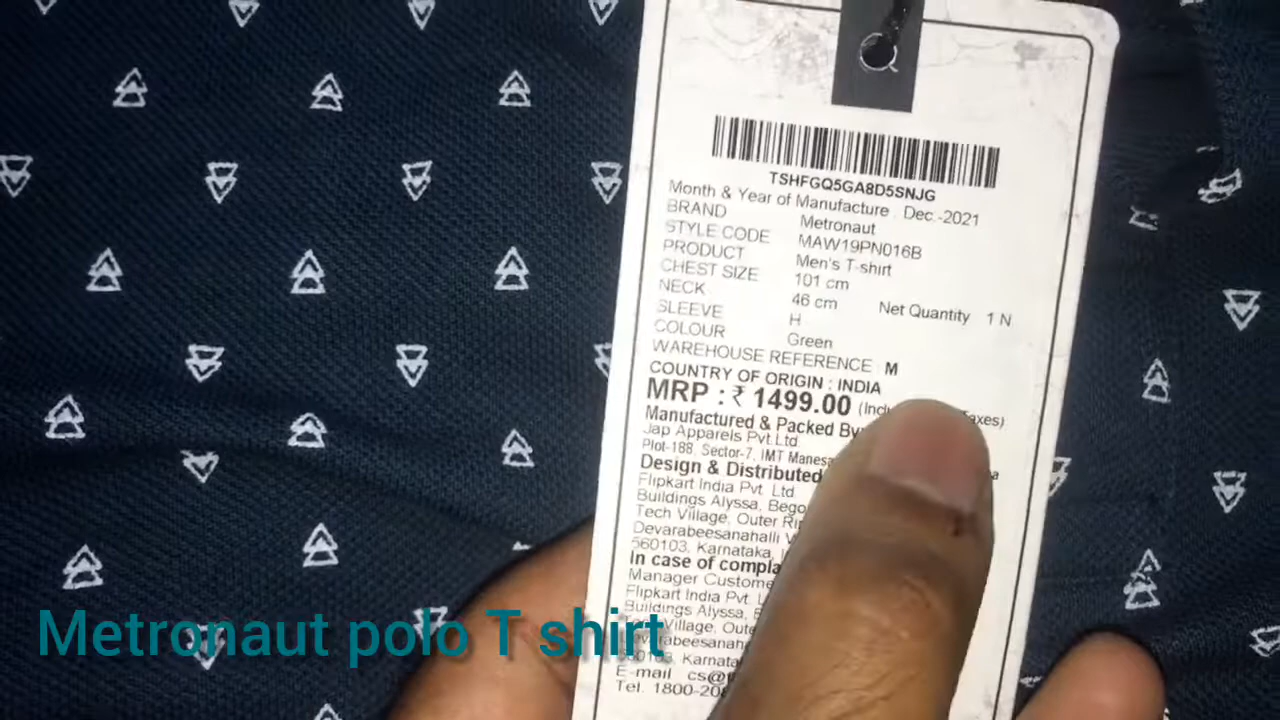 TSHFGQ5GA8D5SNJG
Month & Year of Manufacture . Dec.-2021
BRAND Metronaut
STYLE CODE MAW19PN016B
PRODUCT Men's T-shirt
CHEST SIZE 101 cm
NECK 46 cm Net Quantity 1 N
SLEEVE H
COLOUR Green
WAREHOUSE REFERENCE M
COUNTRY OF ORIGIN : INDIA
MRP : ₹ 1499.00 Taxes)
Manufactured & Packed By
Jap Apparels Pvt.Ltd
Plot-188, Sector-7, IMT
Design & Distributed
Flipkart India Pvt. Ltd
Buildings Alyssa,
Tech Village, Outer
Devarabeesanahalli
560103, Karnataka,
In case of
Manager
Flipkart India Pvt.
Buildings Alyssa,
Village,
E-mail
Tel.
Metronaut polo T shirt